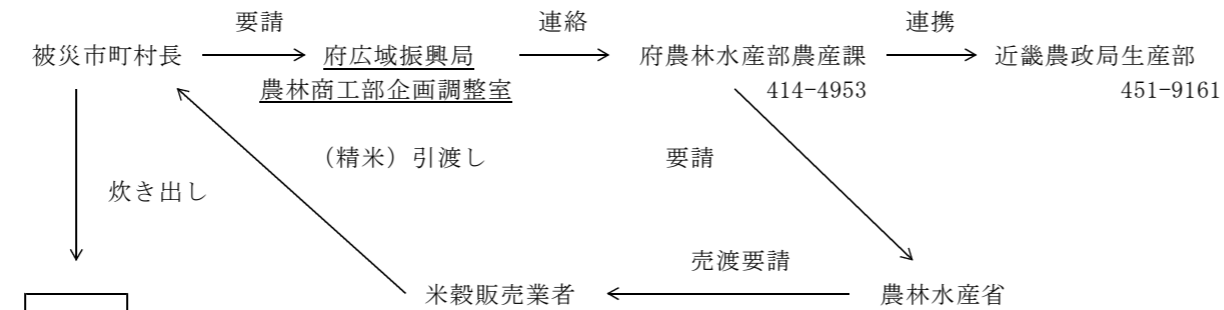 要請
連絡
連携
被災市町村長
府広域振興局
農林商工部企画調整室
府農林水産部農産課
414-4953
近畿農政局生産部
451-9161
（精米）引渡し
要請
炊き出し
売渡要請
米穀販売業者
農林水産省